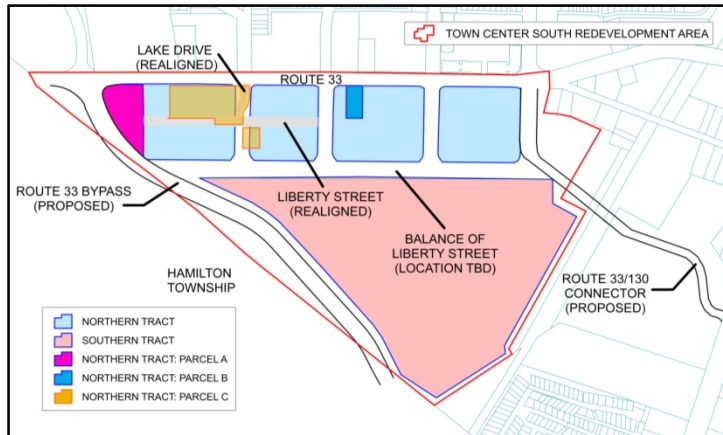 TOWN CENTER SOUTH REDEVELOPMENT AREA
LAKE DRIVE
(REALIGNED)
ROUTE 33
ROUTE 33 BYPASS
(PROPOSED)
LIBERTY STREET
(REALIGNED)
BALANCE OF
LIBERTY STREET
(LOCATION TBD)
ROUTE 33/130
CONNECTOR
(PROPOSED)
HAMILTON
TOWNSHIP
NORTHERN TRACT
SOUTHERN TRACT
NORTHERN TRACT: PARCEL A
NORTHERN TRACT: PARCEL B
NORTHERN TRACT: PARCEL C